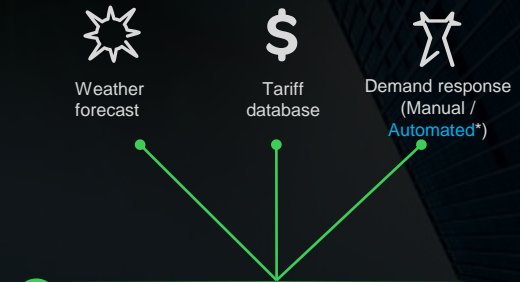 Weather
forecast
Tariff
database
Demand response
(Manual /
Automated*)